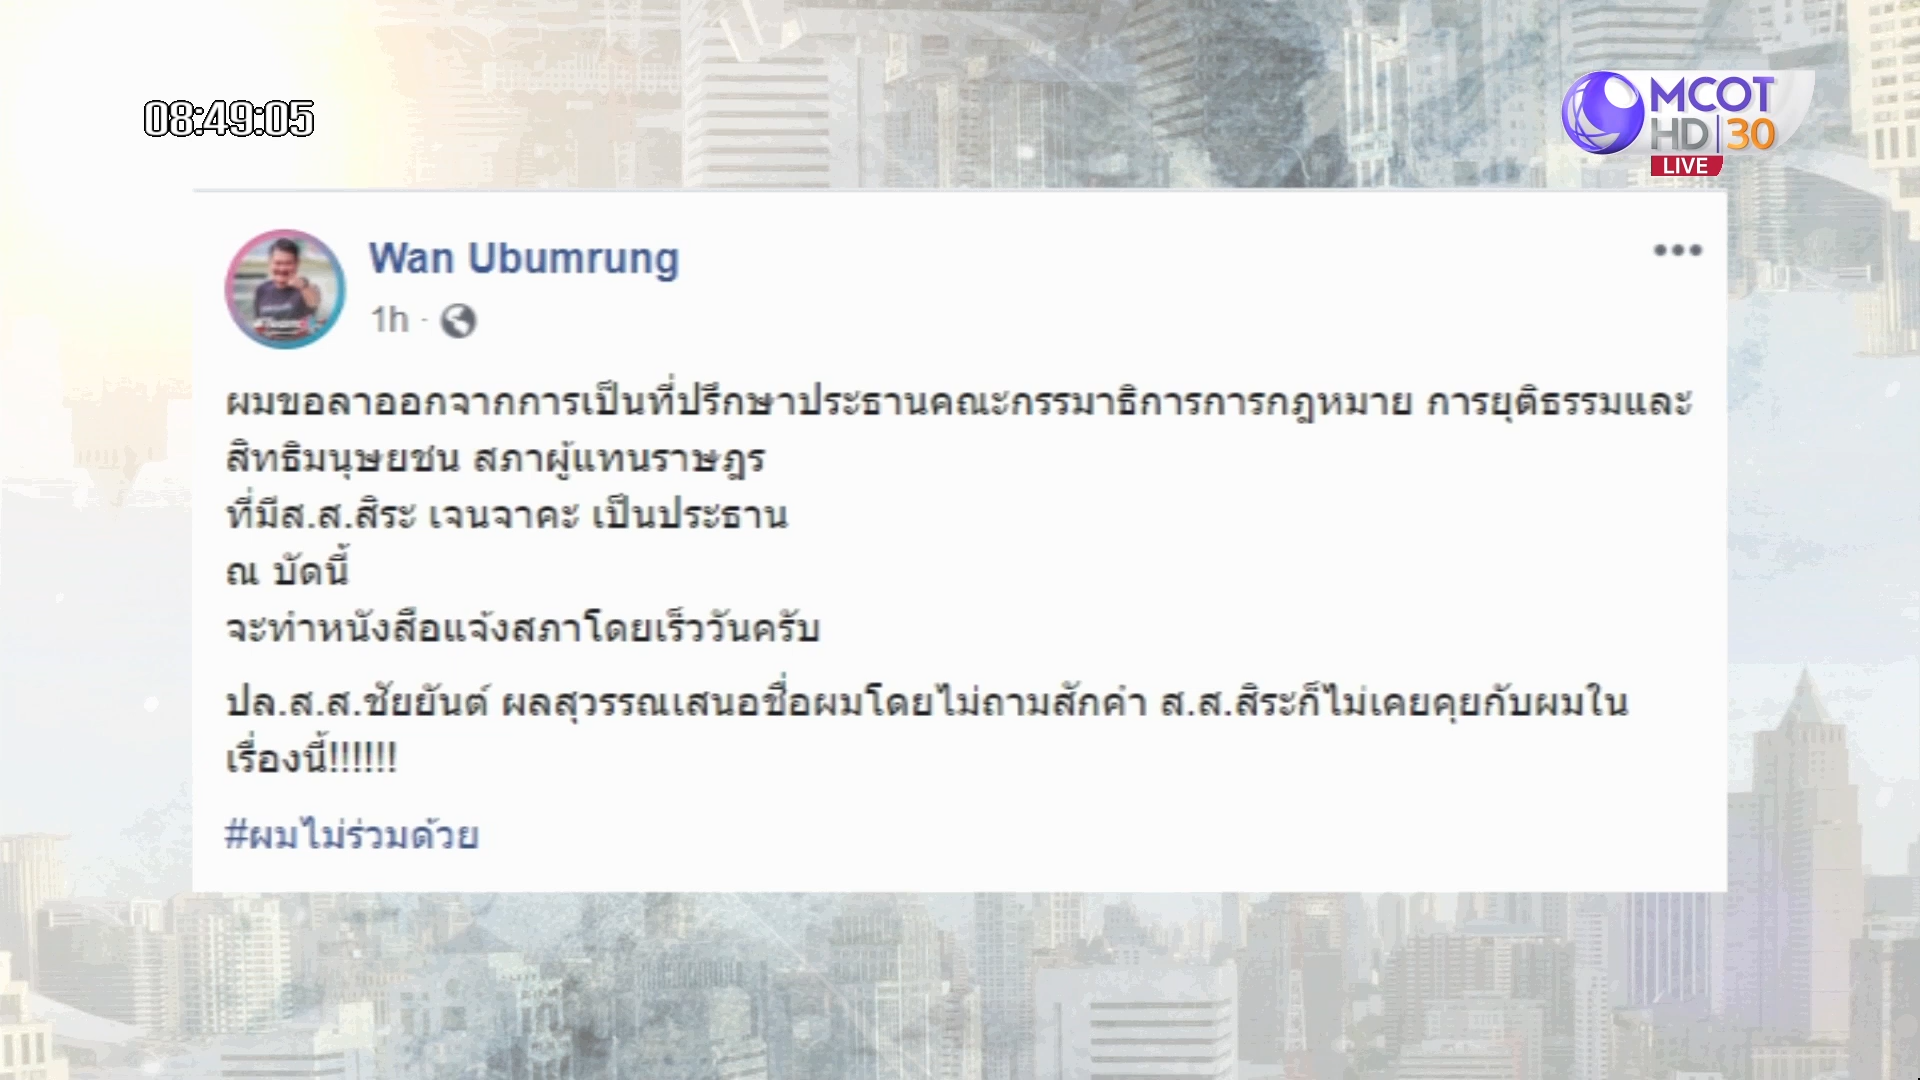 08:49:05
MCOT
HD 30
LIVE
Wan Ubumrung
1h ·
ผมขอลาออกจากการเป็นที่ปรึกษาประธานคณะกรรมาธิการการกฎหมาย การยุติธรรมและ
สิทธิมนุษยชน สภาผู้แทนราษฎร
ที่มีส.ส.สิระ เจนจาคะ เป็นประธาน
ณ บัดนี้
จะทำหนังสือแจ้งสภาโดยเร็ววันครับ
ปล.ส.ส.ชัยยันต์ ผลสุวรรณเสนอชื่อผมโดยไม่ถามสักคำ ส.ส.สิระก็ไม่เคยคุยกับผมใน
เรื่องนี้!!!!!!
#ผมไม่ร่วมด้วย